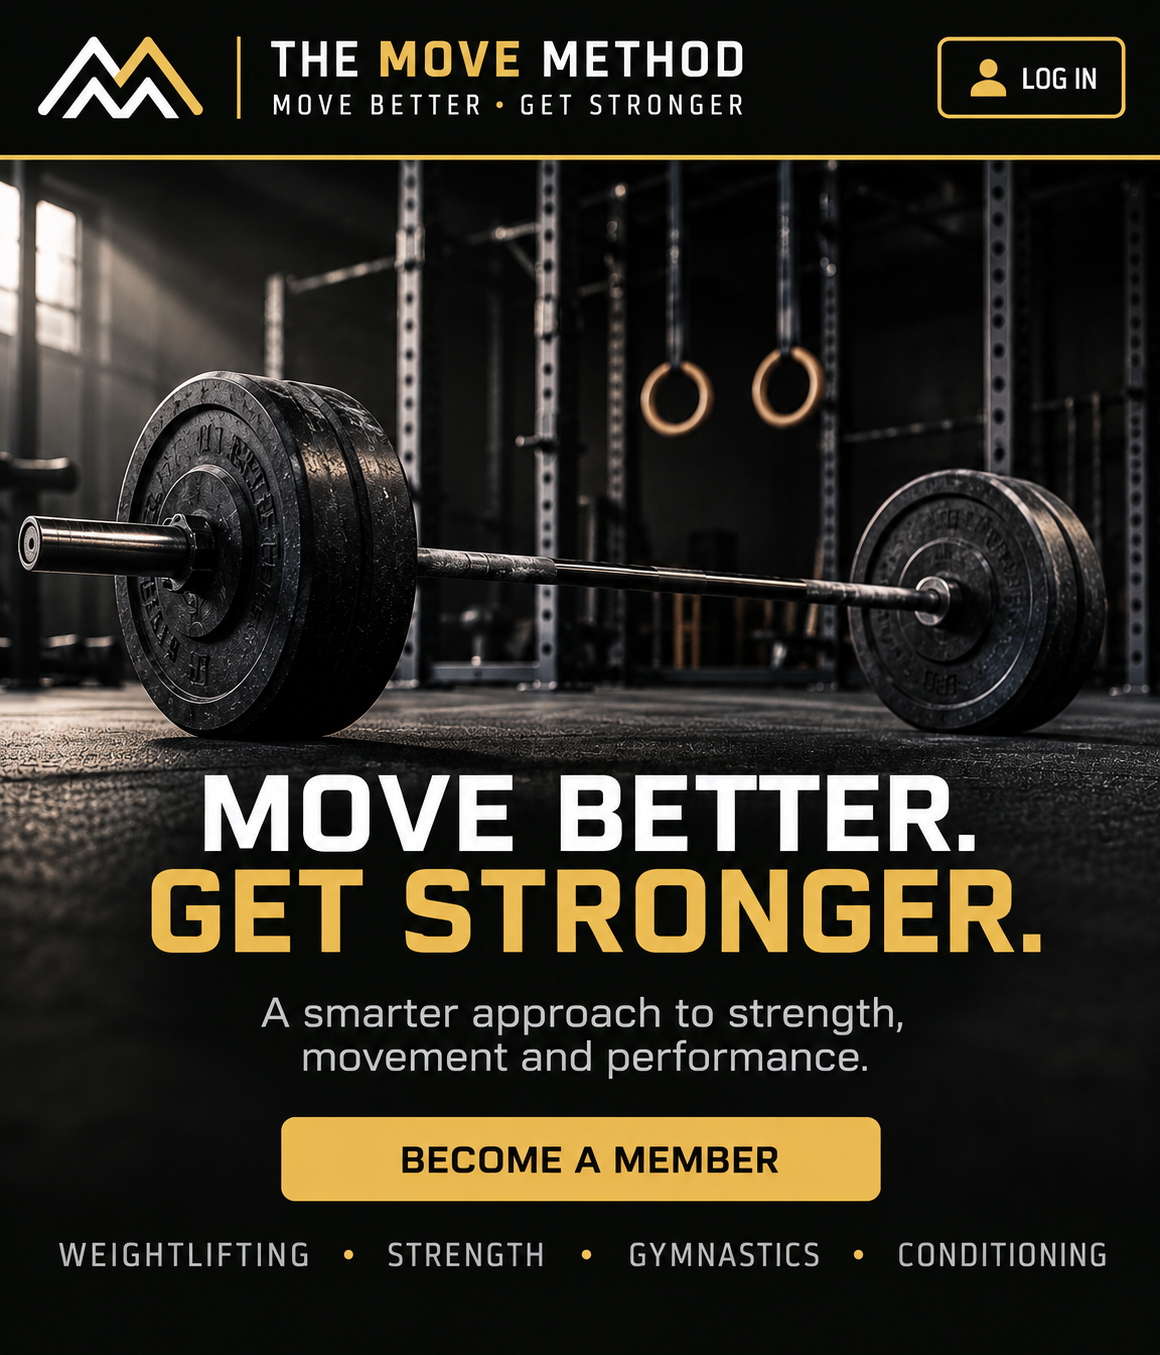 THE MOVE METHOD
MOVE BETTER • GET STRONGER
LOG IN
MOVE BETTER.
GET STRONGER.
A smarter approach to strength,
movement and performance.
BECOME A MEMBER
WEIGHTLIFTING • STRENGTH • GYMNASTICS • CONDITIONING